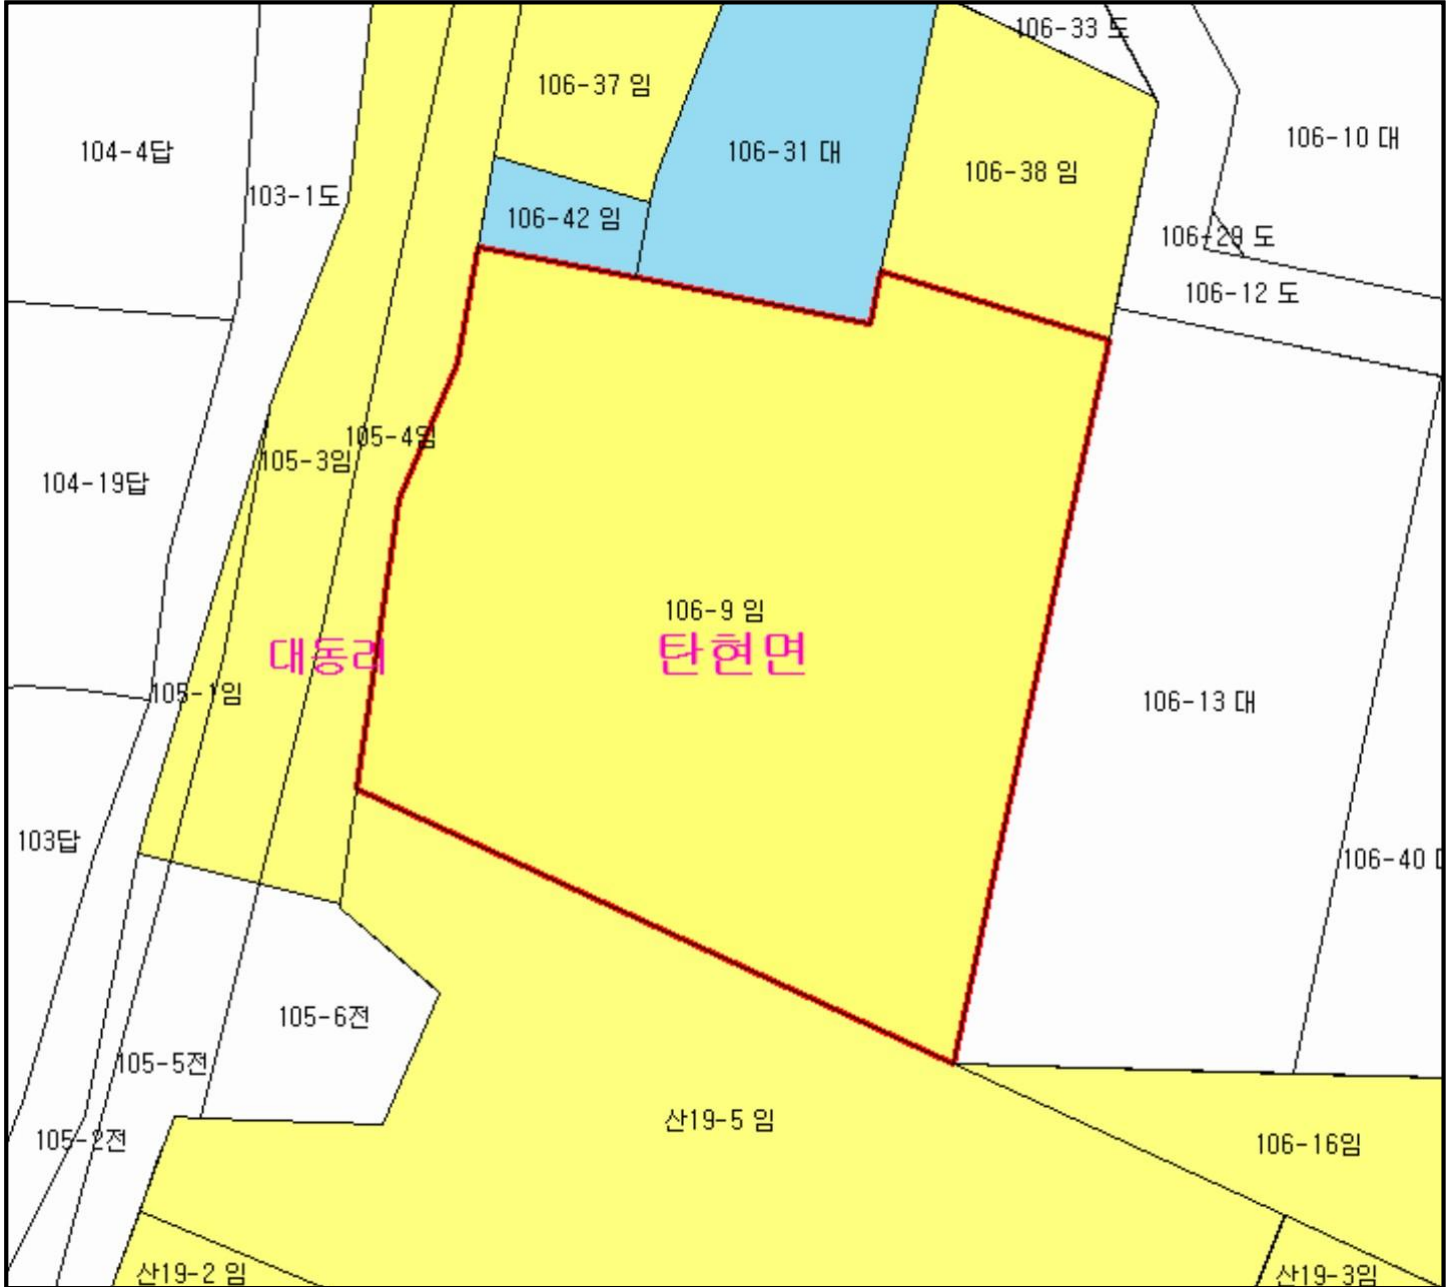 106-33 도
106-37 임
106-10 대
104-4답
106-31 대
106-38 임
103-1도
106-42 임
106-29 도
106-12 도
105-4임
105-3임
104-19답
106-9 임
대동리
탄현면
105-1임
106-13 대
103답
106-40
105-6전
105-5전
산19-5 임
105-2전
106-16임
산19-2 임
산19-3임